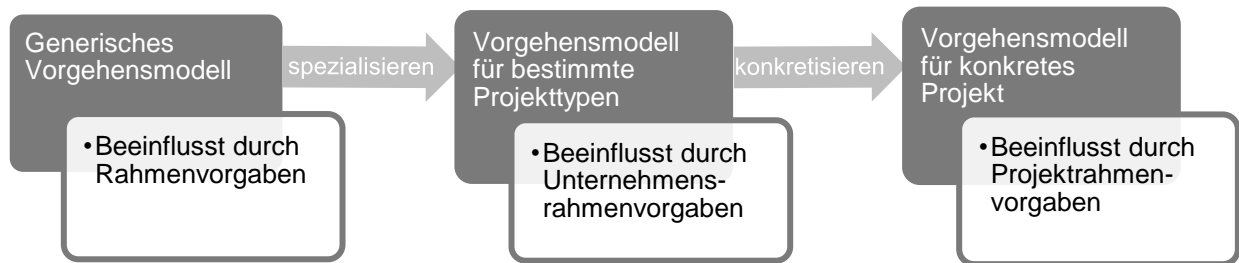 Generisches
Vorgehensmodell
•Beeinflusst durch
Rahmenvorgaben
spezialisieren
Vorgehensmodell
für bestimmte
Projekttypen
•Beeinflusst durch
Unternehmens-
rahmenvorgaben
konkretisieren
Vorgehensmodell
für konkretes
Projekt
•Beeinflusst durch
Projektrahmen-
vorgaben